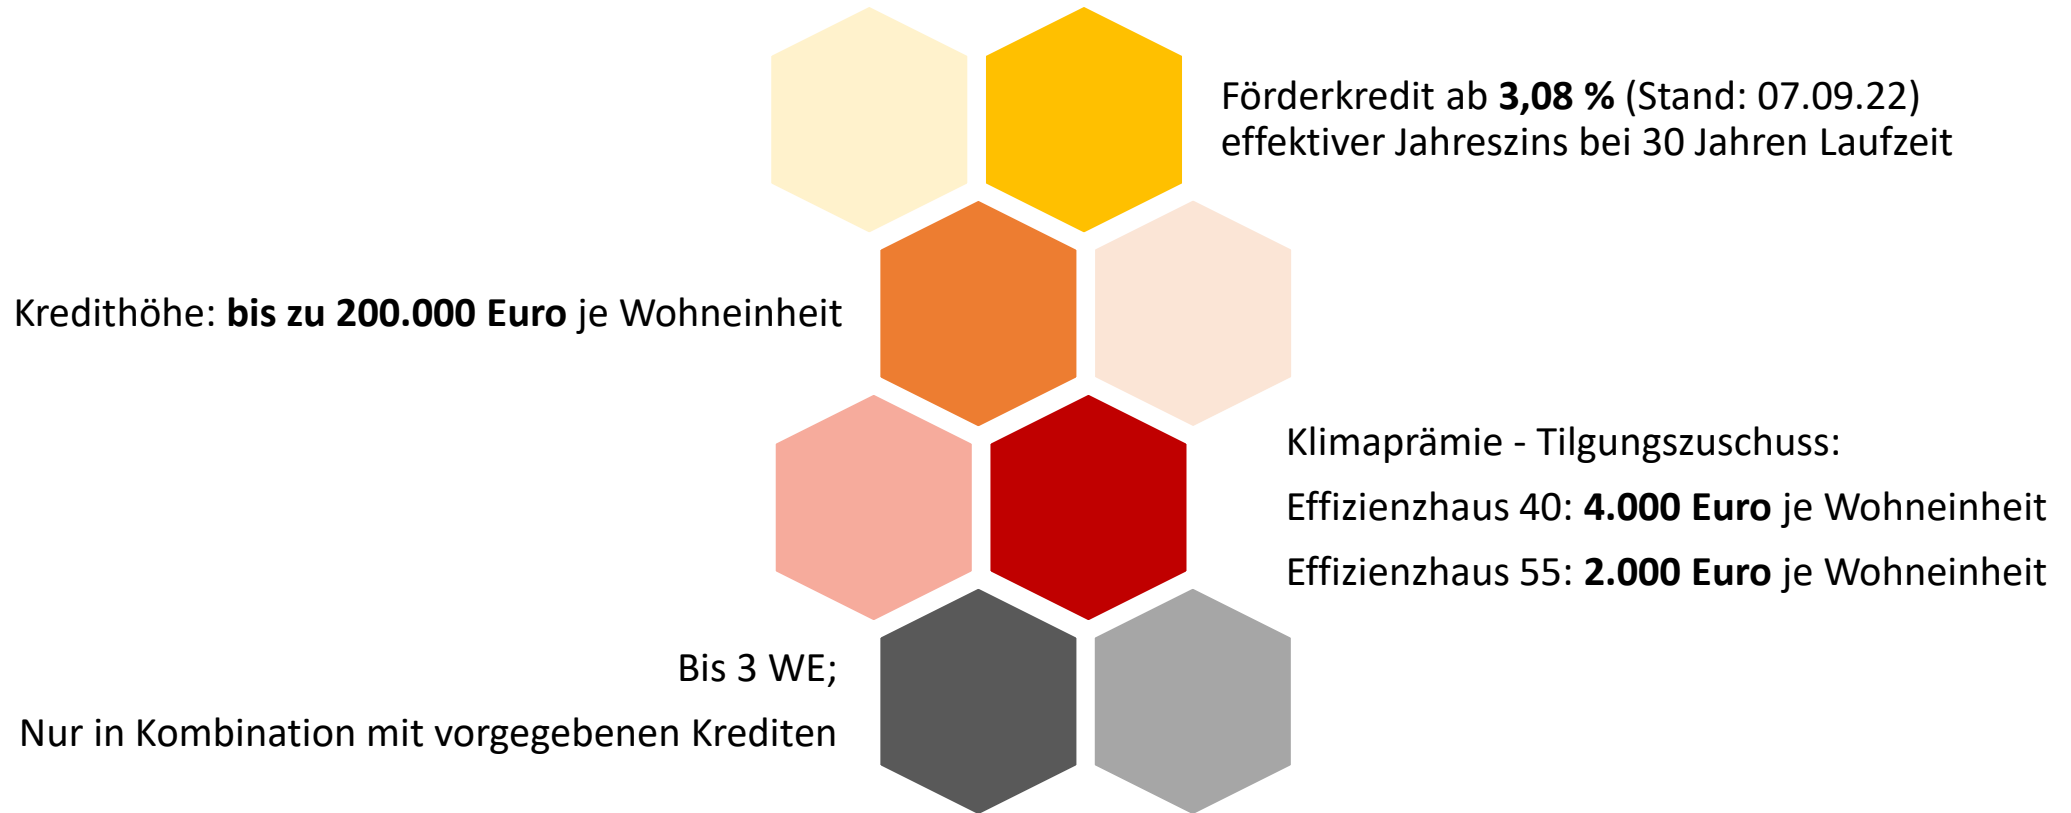 Förderkredit ab 3,08 % (Stand: 07.09.22)
effektiver Jahreszins bei 30 Jahren Laufzeit
Kredithöhe: bis zu 200.000 Euro je Wohneinheit
Klimaprämie - Tilgungszuschuss:
Effizienzhaus 40: 4.000 Euro je Wohneinheit
Effizienzhaus 55: 2.000 Euro je Wohneinheit
Bis 3 WE;
Nur in Kombination mit vorgegebenen Krediten